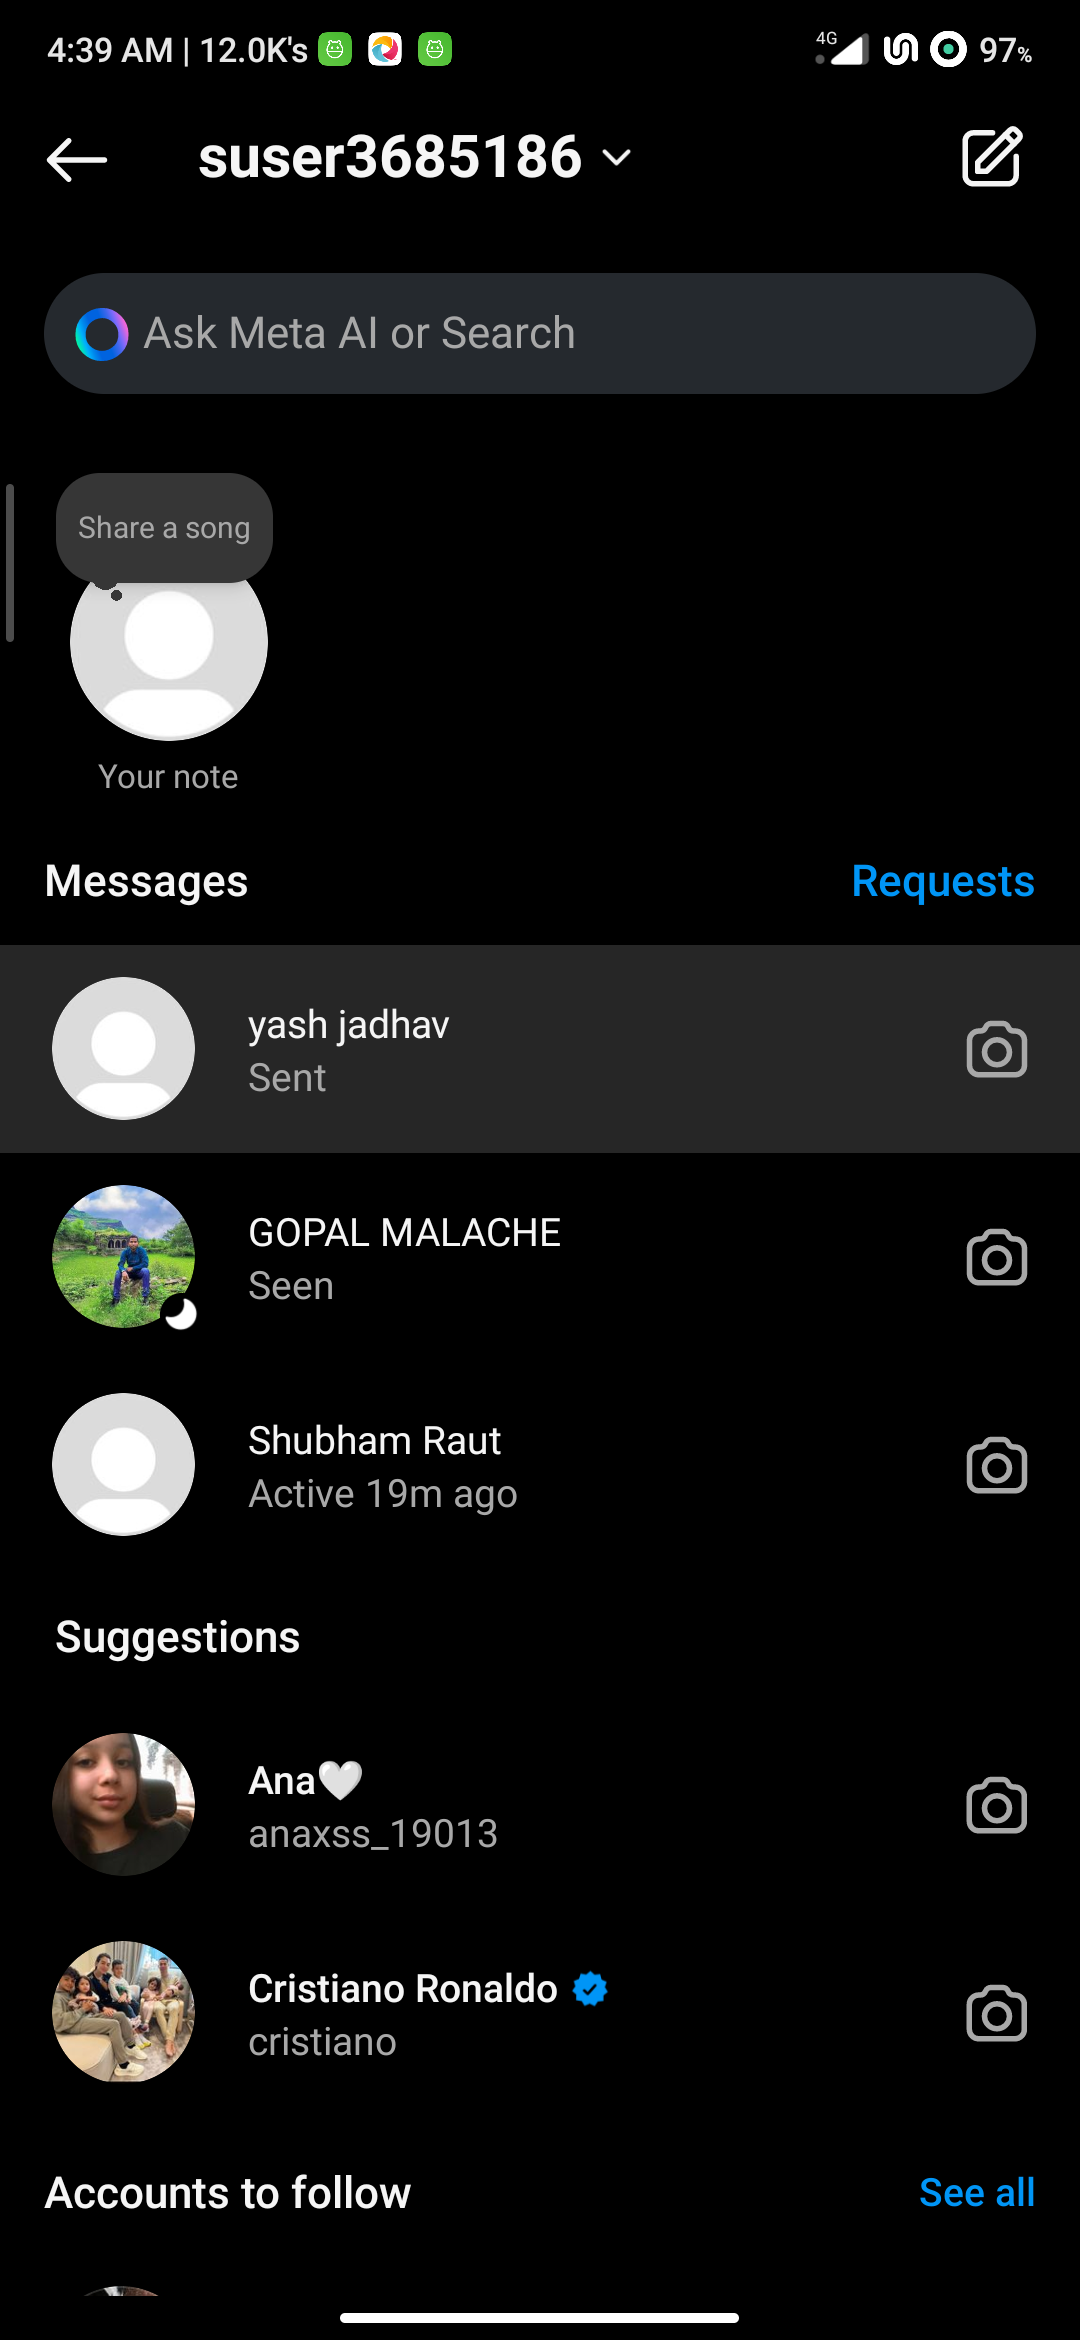 4:39 AM | 12.0K's
4G
97%
suser3685186
Ask Meta AI or Search
Share a song
Your note
Messages
Requests
yash jadhav
Sent
GOPAL MALACHE
Seen
Shubham Raut
Active 19m ago
Suggestions
Ana🤍
anaxss_19013
Cristiano Ronaldo
cristiano
Accounts to follow
See all